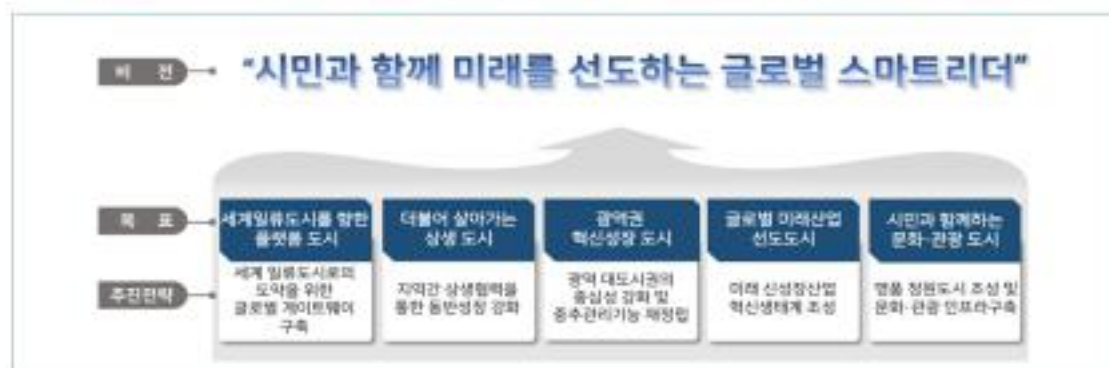 비 전
“시민과 함께 미래를 선도하는 글로벌 스마트리더”
목 표
세계일류도시를 향한
플랫폼 도시
더불어 살아가는
상생 도시
광역권
혁신성장 도시
글로벌 미래산업
선도도시
시민과 함께하는
문화·관광 도시
추진전략
세계 일류도시로의
도약을 위한
글로벌 게이트웨이
구축
지역간 상생협력을
통한 동반성장 강화
광역 대도시권의
중심성 강화 및
중추관리기능 재정립
미래 신성장산업
혁신생태계 조성
명품 정원도시 조성 및
문화·관광 인프라구축